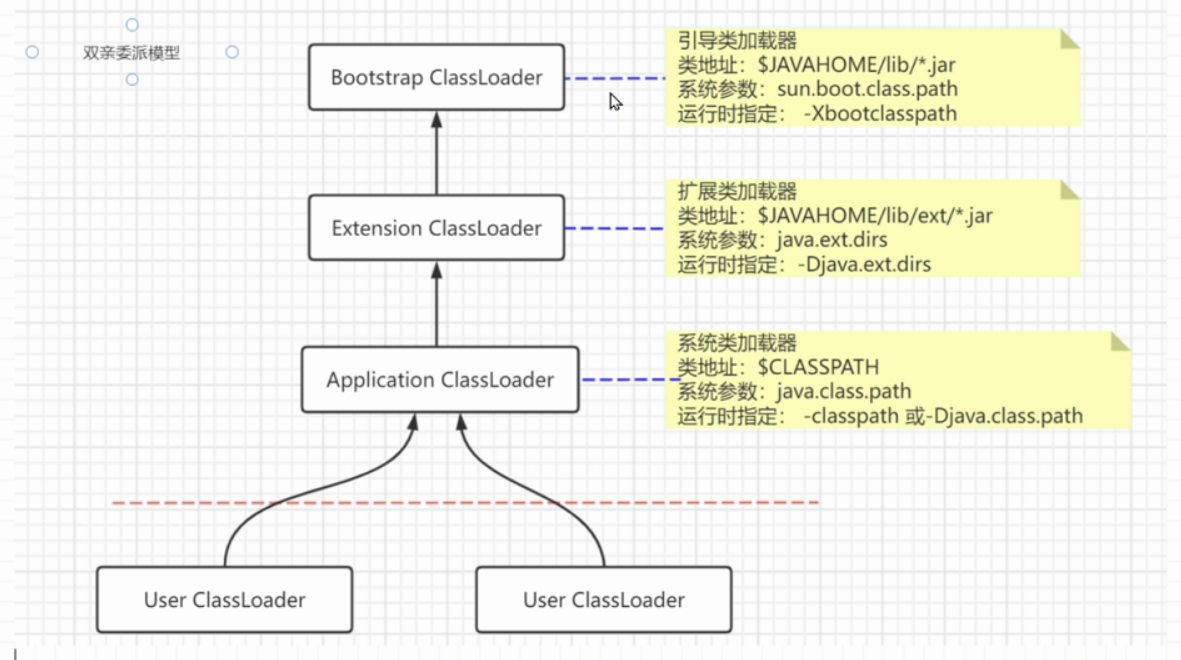 双亲委派模型
Bootstrap ClassLoader
引导类加载器
类地址：$JAVAHOME/lib/*.jar
系统参数：sun.boot.class.path
运行时指定： -Xbootclasspath
Extension ClassLoader
扩展类加载器
类地址：$JAVAHOME/lib/ext/*.jar
系统参数：java.ext.dirs
运行时指定：-Djava.ext.dirs
Application ClassLoader
系统类加载器
类地址：$CLASSPATH
系统参数：java.class.path
运行时指定： -classpath 或-Djava.class.path
User ClassLoader
User ClassLoader